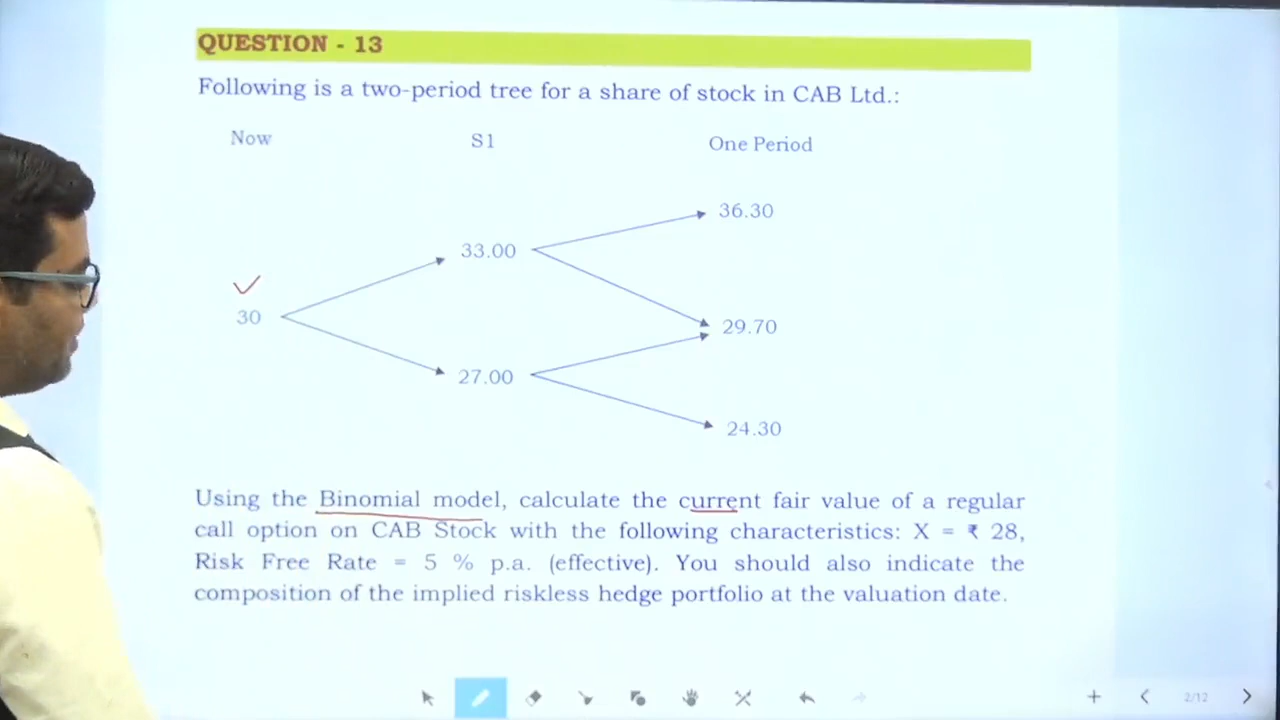 QUESTION - 13
Following is a two-period tree for a share of stock in CAB Ltd.:
Now S1 One Period
36.30
33.00
30
29.70
27.00
24.30
Using the Binomial model, calculate the current fair value of a regular
call option on CAB Stock with the following characteristics: X = ₹ 28,
Risk Free Rate = 5 % p.a. (effective). You should also indicate the
composition of the implied riskless hedge portfolio at the valuation date.
2/12